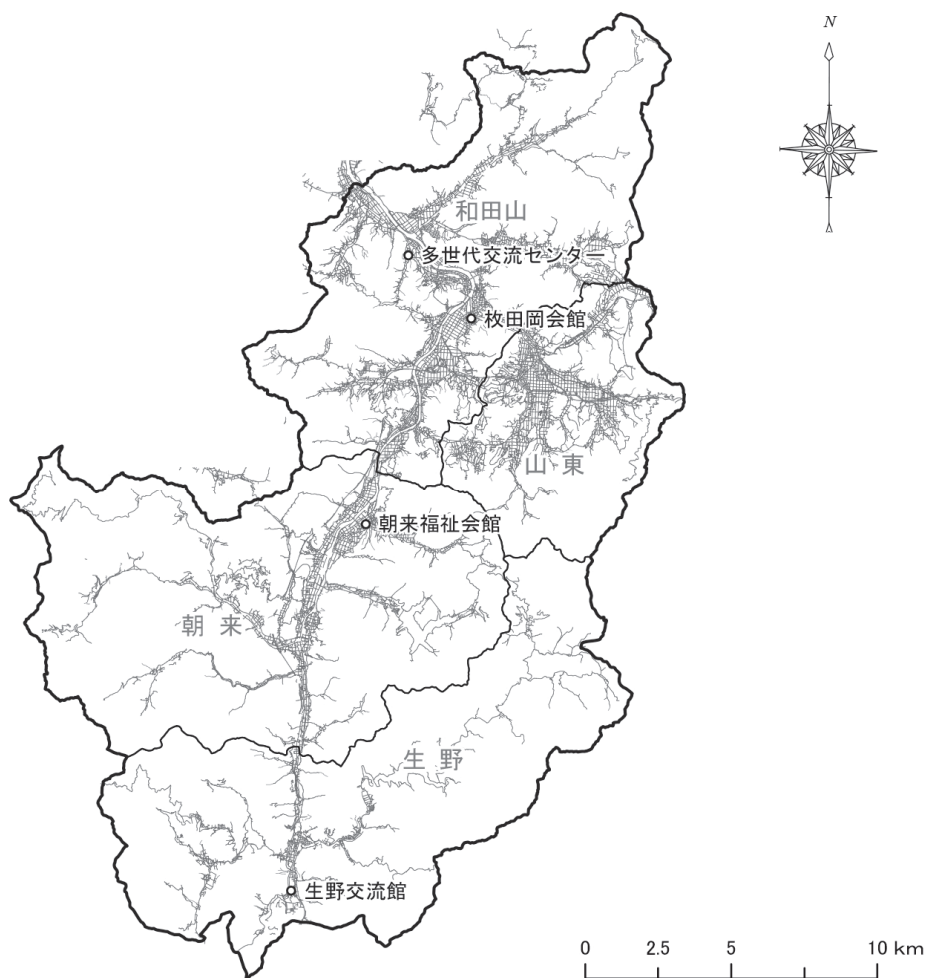 N
和田山
多世代交流センター
枚田岡会館
山東
朝来福祉会館
朝来
生野
生野交流館
0 2.5 5 10 km